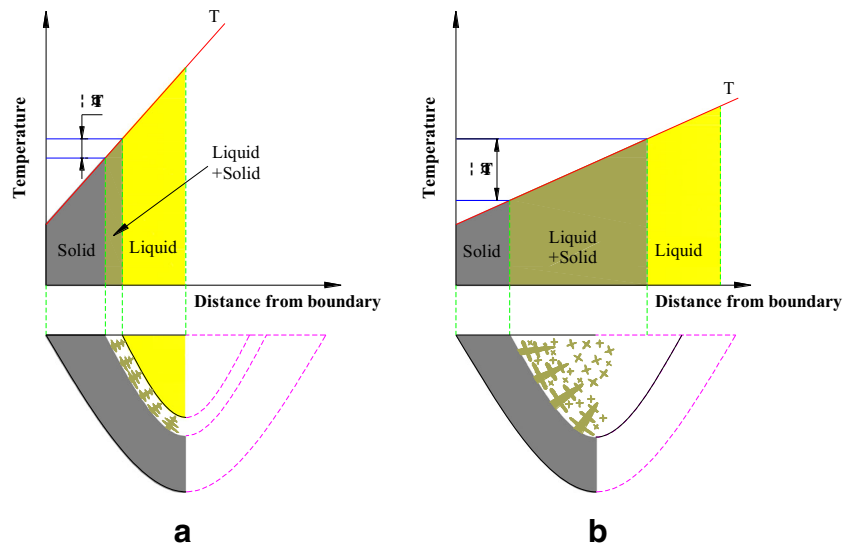 T
Temperature
Liquid
+Solid
Solid
Liquid
Distance from boundary
a
T
Temperature
Solid
Liquid
+Solid
Liquid
Distance from boundary
b